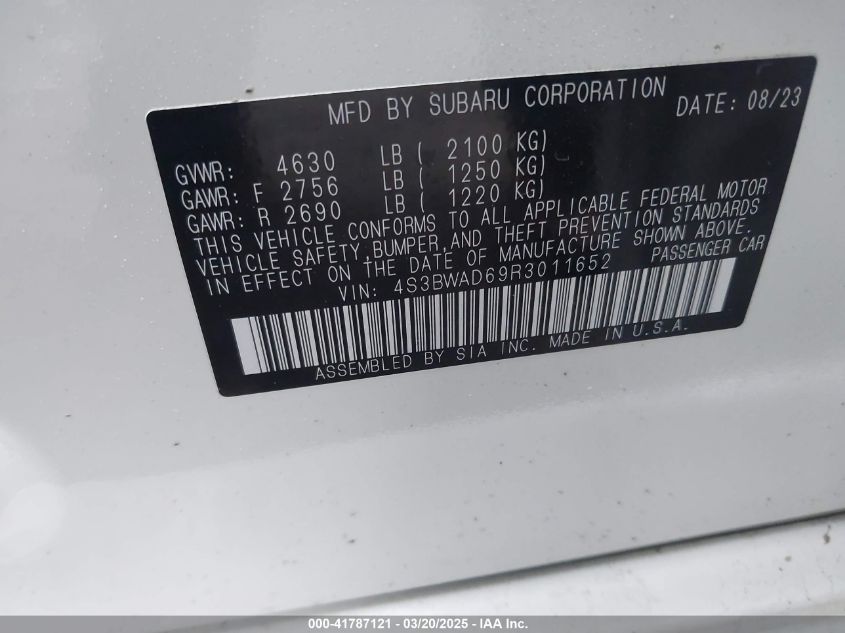 MFD BY SUBARU CORPORATION DATE: 08/23
GVWR: 4630 LB ( 2100 KG)
GAWR: F 2756 LB ( 1250 KG)
GAWR: R 2690 LB ( 1220 KG)
THIS VEHICLE CONFORMS TO ALL APPLICABLE FEDERAL MOTOR
VEHICLE SAFETY,BUMPER,AND THEFT PREVENTION STANDARDS
IN EFFECT ON THE DATE OF MANUFACTURE SHOWN ABOVE.
VIN: 4S3BWAD69R3011652 PASSENGER CAR
ASSEMBLED BY SIA INC. MADE IN U.S.A.
000-41787121 - 03/20/2025 - IAA Inc.